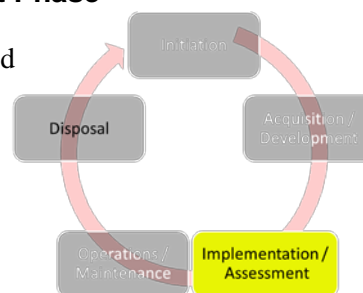 Phase
d
Initiation
Disposal
Acquisition /
Development
Operations /
Maintenance
Implementation /
Assessment